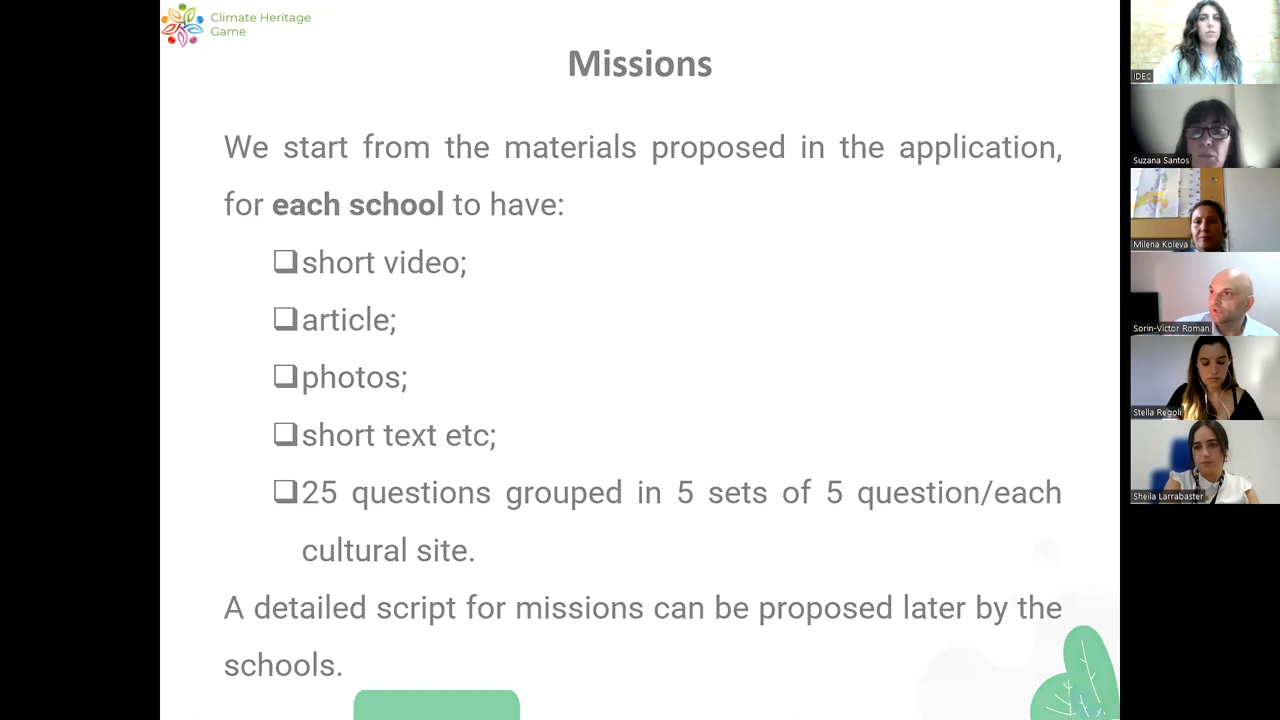 Climate Heritage
Game
Missions
We start from the materials proposed in the application,
for each school to have:
❑short video;
❑article;
❑photos;
❑short text etc;
❑25 questions grouped in 5 sets of 5 question/each
cultural site.
A detailed script for missions can be proposed later by the
schools.
IDEC
Suzana Santos
Milena Koleva
Sorin-Victor Roman
Stella Regoli
Sheila Larrabaster